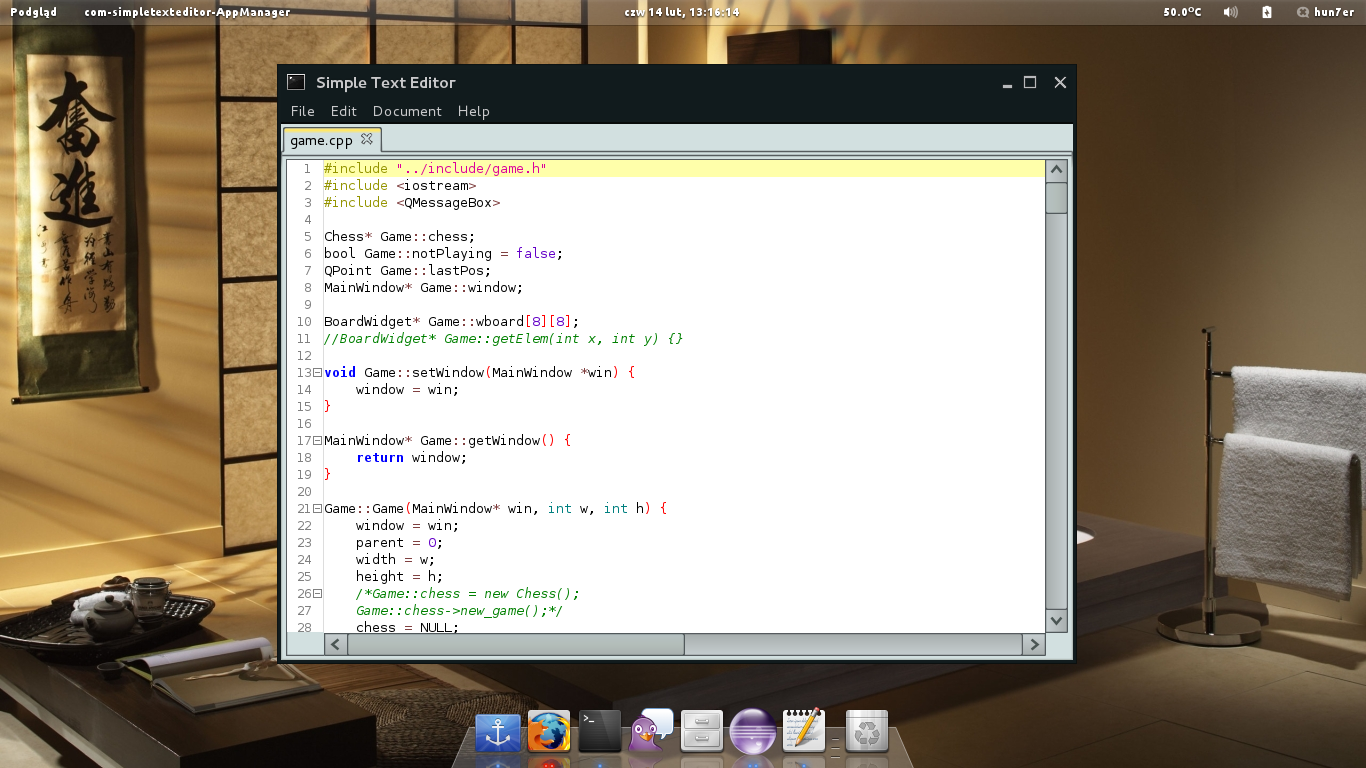 Podgląd com-simpletexteditor-AppManager czw 14 lut, 13:16:14 50.0°C hun7er
奮進
Simple Text Editor
File Edit Document Help
game.cpp
1 #include "../include/game.h"
2 #include <iostream>
3 #include <QMessageBox>
4
5 Chess* Game::chess;
6 bool Game::notPlaying = false;
7 QPoint Game::lastPos;
8 MainWindow* Game::window;
9
10 BoardWidget* Game::wboard[8][8];
11 //BoardWidget* Game::getElem(int x, int y) {}
12
13 void Game::setWindow(MainWindow *win) {
14     window = win;
15 }
16
17 MainWindow* Game::getWindow() {
18     return window;
19 }
20
21 Game::Game(MainWindow* win, int w, int h) {
22     window = win;
23     parent = 0;
24     width = w;
25     height = h;
26     /*Game::chess = new Chess();
27     Game::chess->new_game();*/
28     chess = NULL;
>_